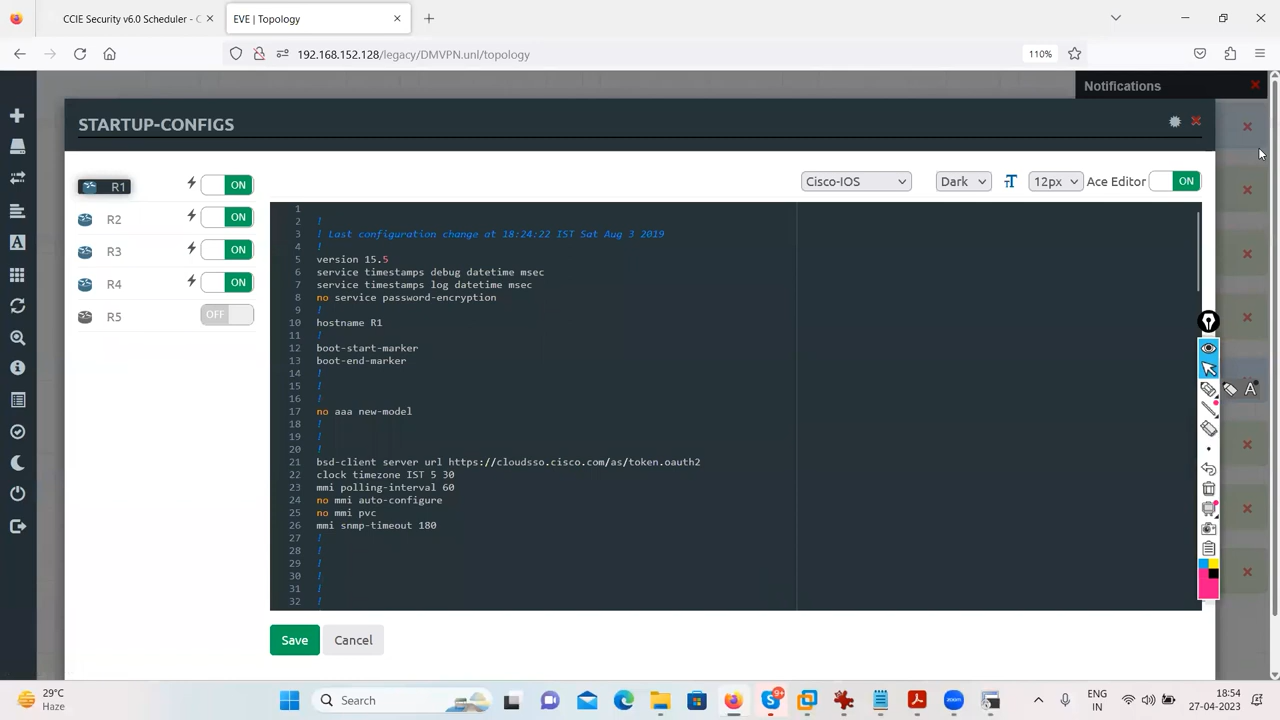 CCIE Security v6.0 Scheduler - C
EVE | Topology
192.168.152.128/legacy/DMVPN.unl/topology
110%
Notifications
STARTUP-CONFIGS
R1
ON
R2
ON
R3
ON
R4
ON
R5
OFF
Cisco-IOS
Dark
12px
Ace Editor
ON
1
2 !
3 ! Last configuration change at 18:24:22 IST Sat Aug 3 2019
4 !
5 version 15.5
6 service timestamps debug datetime msec
7 service timestamps log datetime msec
8 no service password-encryption
9 !
10 hostname R1
11 !
12 boot-start-marker
13 boot-end-marker
14 !
15 !
16 !
17 no aaa new-model
18 !
19 !
20 !
21 bsd-client server url https://cloudsso.cisco.com/as/token.oauth2
22 clock timezone IST 5 30
23 mmi polling-interval 60
24 no mmi auto-configure
25 no mmi pvc
26 mmi snmp-timeout 180
27 !
28 !
29 !
30 !
31 !
32 !
Save
Cancel
A
29°C
Haze
Search
9+
zoom
ENG
IN
18:54
27-04-2023